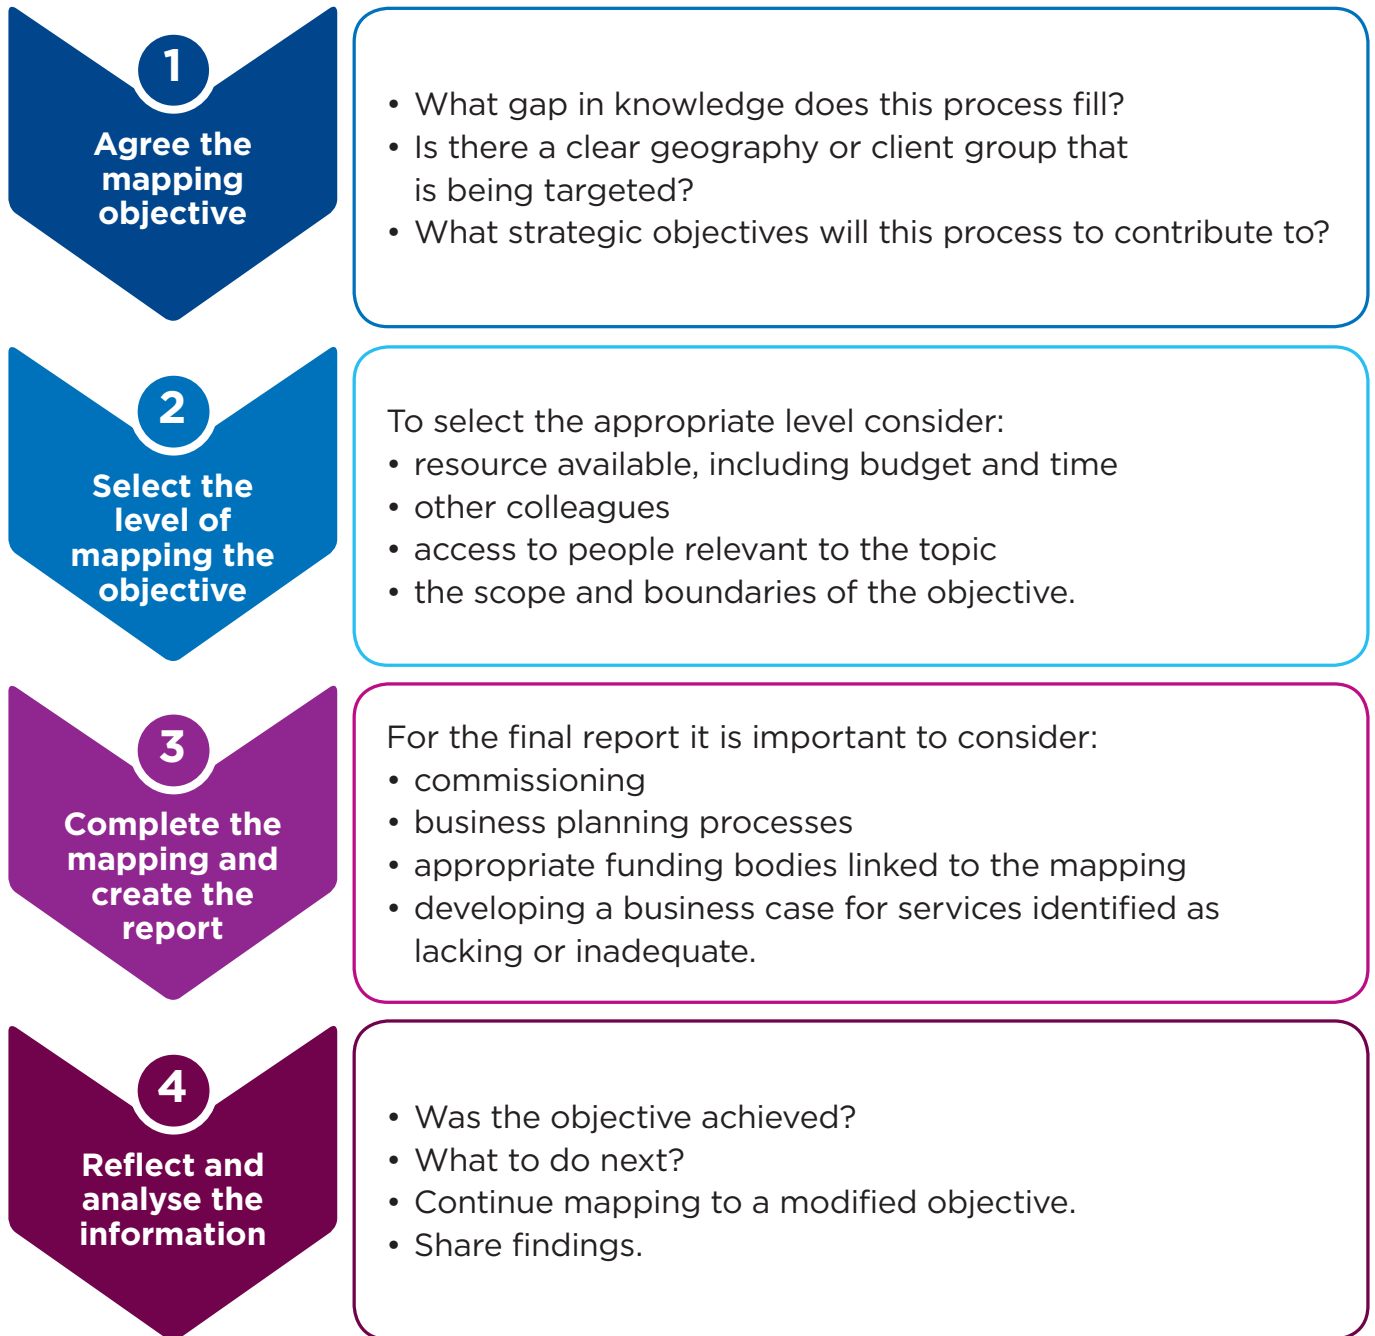 1
Agree the
mapping
objective
• What gap in knowledge does this process fill?
• Is there a clear geography or client group that
is being targeted?
• What strategic objectives will this process to contribute to?
2
Select the
level of
mapping the
objective
To select the appropriate level consider:
• resource available, including budget and time
• other colleagues
• access to people relevant to the topic
• the scope and boundaries of the objective.
3
Complete the
mapping and
create the
report
For the final report it is important to consider:
• commissioning
• business planning processes
• appropriate funding bodies linked to the mapping
• developing a business case for services identified as
lacking or inadequate.
4
Reflect and
analyse the
information
• Was the objective achieved?
• What to do next?
• Continue mapping to a modified objective.
• Share findings.